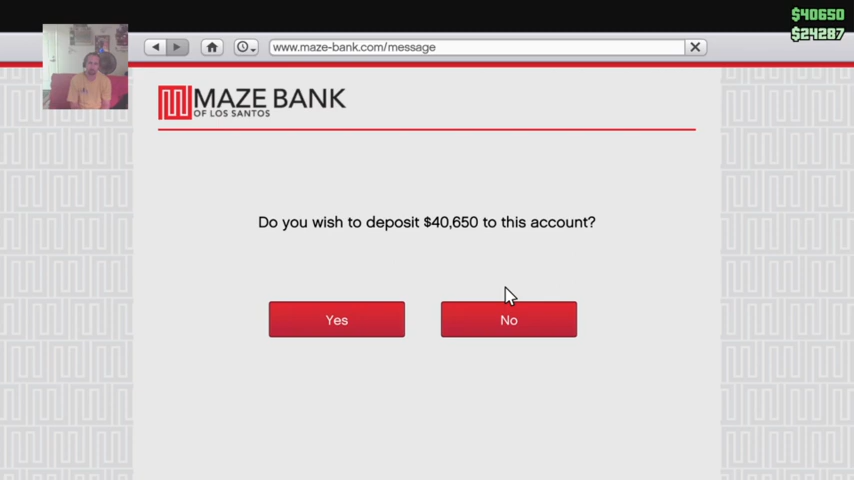 $40650
$24287
www.maze-bank.com/message
MAZE BANK
OF LOS SANTOS
Do you wish to deposit $40,650 to this account?
Yes
No